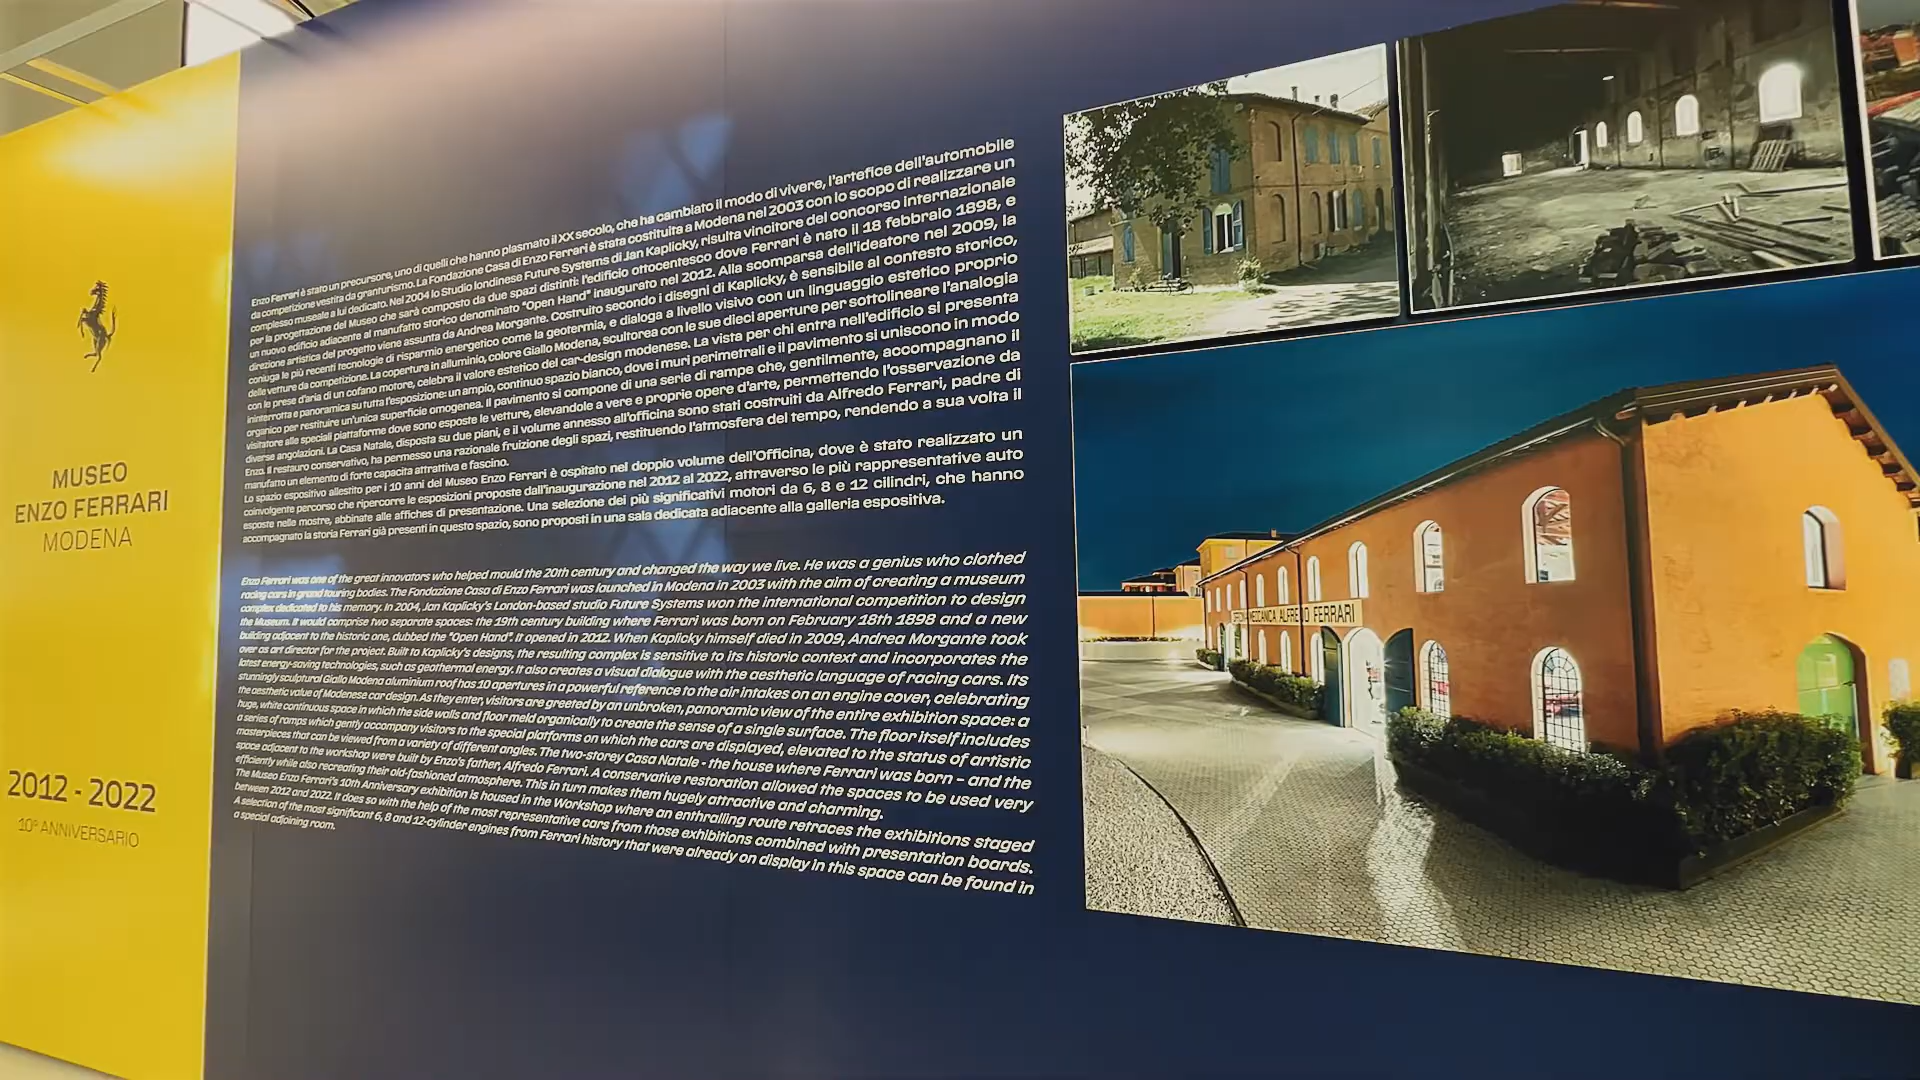 MUSEO
ENZO FERRARI
MODENA
2012 - 2022
10° ANNIVERSARIO
Enzo Ferrari è stato un precursore, uno di quelli che hanno plasmato il XX secolo, che ha cambiato il modo di vivere, l'artefice dell'automobile
da competizione vestita da granturismo. La Fondazione Casa di Enzo Ferrari è stata costituita a Modena nel 2003 con lo scopo di realizzare un
complesso museale a lui dedicato. Nel 2004 lo Studio londinese Future Systems di Jan Kaplicky, risulta vincitore del concorso internazionale
per la progettazione del Museo che sarà composto da due spazi distinti: l'edificio ottocentesco dove Ferrari è nato il 18 febbraio 1898, e
un nuovo edificio adiacente al manufatto storico denominato "Open Hand" inaugurato nel 2012. Alla scomparsa dell'ideatore nel 2009, la
direzione artistica del progetto viene assunta da Andrea Morgante. Costruito secondo i disegni di Kaplicky, è sensibile al contesto storico,
coniuga le più recenti tecnologie di risparmio energetico come la geotermia, e dialoga a livello visivo con un linguaggio estetico proprio
delle vetture da competizione. La copertura in alluminio, colore Giallo Modena, scultorea con le sue dieci aperture per sottolineare l'analogia
con le prese d'aria di un cofano motore, celebra il valore estetico del car-design modenese. La vista per chi entra nell'edificio si presenta
ininterrotta e panoramica su tutta l'esposizione: un ampio, continuo spazio bianco, dove i muri perimetrali e il pavimento si uniscono in modo
organico per restituire un'unica superficie omogenea. Il pavimento si compone di una serie di rampe che, gentilmente, accompagnano il
visitatore alle speciali piattaforme dove sono esposte le vetture, elevandole a vere e proprie opere d'arte, permettendo l'osservazione da
diverse angolazioni. La Casa Natale, disposta su due piani, e il volume annesso all'officina sono stati costruiti da Alfredo Ferrari, padre di
Enzo. Il restauro conservativo, ha permesso una razionale fruizione degli spazi, restituendo l'atmosfera del tempo, rendendo a sua volta il
manufatto un elemento di forte capacità attrattiva e fascino.
Lo spazio espositivo allestito per i 10 anni del Museo Enzo Ferrari è ospitato nel doppio volume dell'Officina, dove è stato realizzato un
coinvolgente percorso che ripercorre le esposizioni proposte dall'inaugurazione nel 2012 al 2022, attraverso le più rappresentative auto
esposte nelle mostre, abbinate alle affiches di presentazione. Una selezione dei più significativi motori da 6, 8 e 12 cilindri, che hanno
accompagnato la storia Ferrari già presenti in questo spazio, sono proposti in una sala dedicata adiacente alla galleria espositiva.
Enzo Ferrari was one of the great innovators who helped mould the 20th century and changed the way we live. He was a genius who clothed
racing cars in grand touring bodies. The Fondazione Casa di Enzo Ferrari was launched in Modena in 2003 with the aim of creating a museum
complex dedicated to his memory. In 2004, Jan Kaplicky's London-based studio Future Systems won the international competition to design
the Museum. It would comprise two separate spaces: the 19th century building where Ferrari was born on February 18th 1898 and a new
building adjacent to the historic one, dubbed the "Open Hand". It opened in 2012. When Kaplicky himself died in 2009, Andrea Morgante took
over as art director for the project. Built to Kaplicky's designs, the resulting complex is sensitive to its historic context and incorporates the
latest energy-saving technologies, such as geothermal energy. It also creates a visual dialogue with the aesthetic language of racing cars. Its
stunningly sculptural Giallo Modena aluminium roof has 10 apertures in a powerful reference to the air intakes on an engine cover, celebrating
the aesthetic value of Modenese car design. As they enter, visitors are greeted by an unbroken, panoramic view of the entire exhibition space: a
huge, white continuous space in which the side walls and floor meld organically to create the sense of a single surface. The floor itself includes
a series of ramps which gently accompany visitors to the special platforms on which the cars are displayed, elevated to the status of artistic
masterpieces that can be viewed from a variety of different angles. The two-storey Casa Natale - the house where Ferrari was born – and the
space adjacent to the workshop were built by Enzo's father, Alfredo Ferrari. A conservative restoration allowed the spaces to be used very
efficiently while also recreating their old-fashioned atmosphere. This in turn makes them hugely attractive and charming.
The Museo Enzo Ferrari's 10th Anniversary exhibition is housed in the Workshop where an enthralling route retraces the exhibitions staged
between 2012 and 2022. It does so with the help of the most representative cars from those exhibitions combined with presentation boards.
A selection of the most significant 6, 8 and 12-cylinder engines from Ferrari history that were already on display in this space can be found in
a special adjoining room.
OFFICINA MECCANICA ALFREDO FERRARI